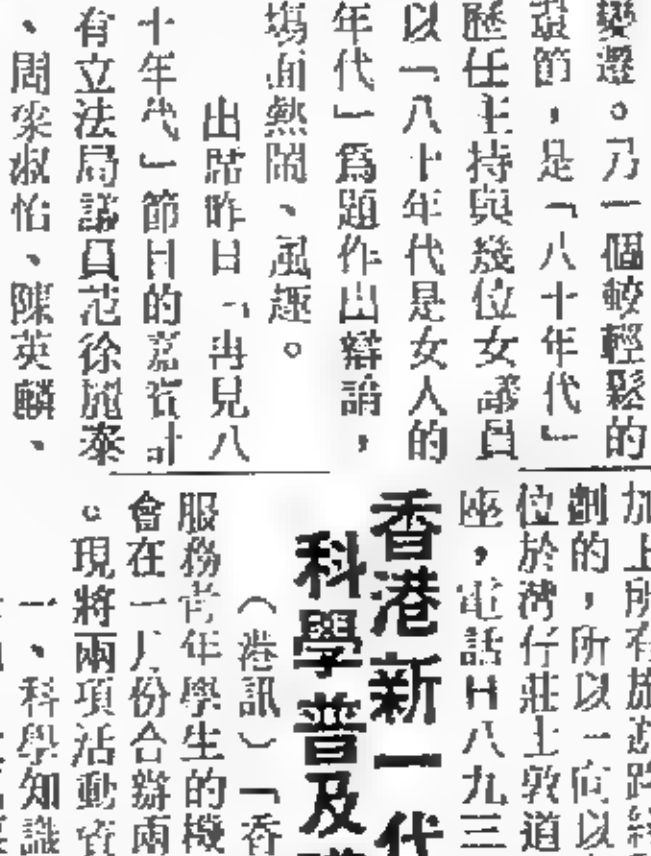 變遷。乃一個較輕鬆的
環節，是「八十年代」
歷任主持與幾位女議員
以「八十年代是女人的
年代」為題作出辯論，
場面熱鬧、風趣。
出席昨日「再見八
十年代」節目的嘉賓計
有立法局議員范徐麗泰
、周梁淑怡、陳英麟、
加上所有旅遊路
劃的，所以一向以
位於灣仔莊士敦道
座，電話H八九三
香港新一代
科學普及
（港訊）「香
服務青年學生的機
會在一月份合辦兩
。現將兩項活動資
一、科學知識